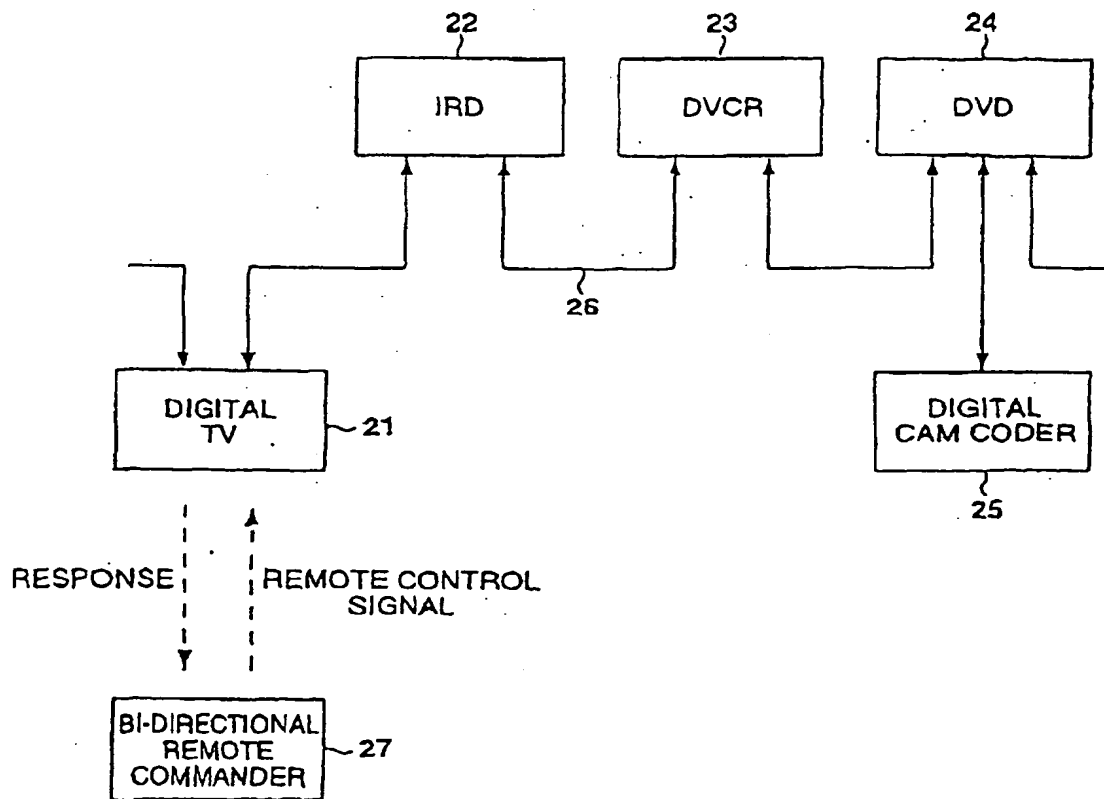 22
23
24
IRD
DVCR
DVD
26
DIGITAL
TV
21
DIGITAL
CAM CODER
25
RESPONSE
REMOTE CONTROL
SIGNAL
BI-DIRECTIONAL
REMOTE
COMMANDER
27